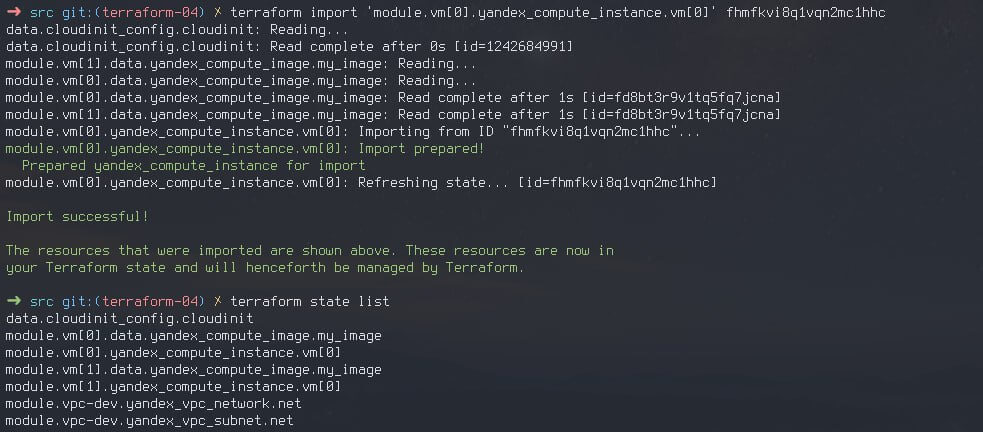 ➜ src git:(terraform-04) ✗ terraform import 'module.vm[0].yandex_compute_instance.vm[0]' fhmfkvi8q1vqn2mc1hhc
data.cloudinit_config.cloudinit: Reading...
data.cloudinit_config.cloudinit: Read complete after 0s [id=1242684991]
module.vm[1].data.yandex_compute_image.my_image: Reading...
module.vm[0].data.yandex_compute_image.my_image: Reading...
module.vm[0].data.yandex_compute_image.my_image: Read complete after 1s [id=fd8bt3r9v1tq5fq7jcna]
module.vm[1].data.yandex_compute_image.my_image: Read complete after 1s [id=fd8bt3r9v1tq5fq7jcna]
module.vm[0].yandex_compute_instance.vm[0]: Importing from ID "fhmfkvi8q1vqn2mc1hhc"...
module.vm[0].yandex_compute_instance.vm[0]: Import prepared!
  Prepared yandex_compute_instance for import
module.vm[0].yandex_compute_instance.vm[0]: Refreshing state... [id=fhmfkvi8q1vqn2mc1hhc]
Import successful!
The resources that were imported are shown above. These resources are now in
your Terraform state and will henceforth be managed by Terraform.
➜ src git:(terraform-04) ✗ terraform state list
data.cloudinit_config.cloudinit
module.vm[0].data.yandex_compute_image.my_image
module.vm[0].yandex_compute_instance.vm[0]
module.vm[1].data.yandex_compute_image.my_image
module.vm[1].yandex_compute_instance.vm[0]
module.vpc-dev.yandex_vpc_network.net
module.vpc-dev.yandex_vpc_subnet.net